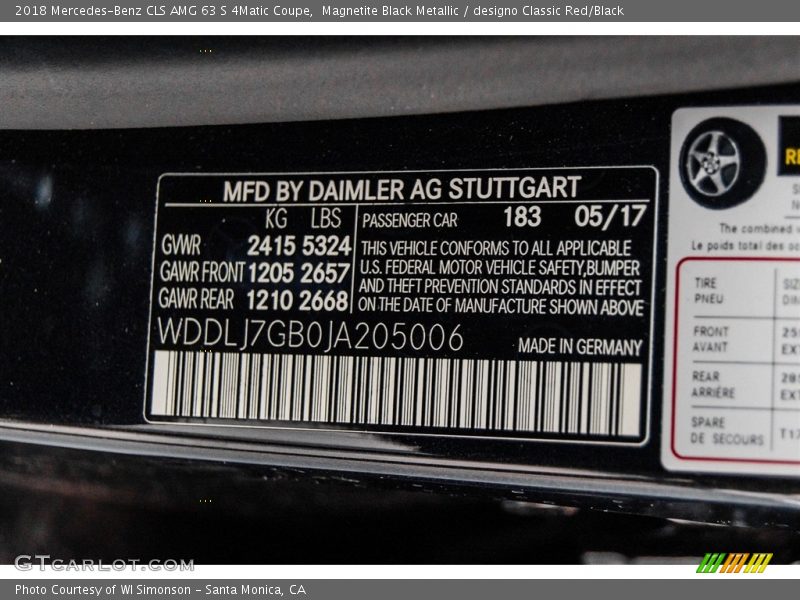 2018 Mercedes-Benz CLS AMG 63 S 4Matic Coupe,  Magnetite Black Metallic / designo Classic Red/Black
MFD BY DAIMLER AG STUTTGART
KG LBS
GWR 2415 5324
GAWR FRONT 1205 2657
GAWR REAR 1210 2668
PASSENGER CAR 183 05/17
THIS VEHICLE CONFORMS TO ALL APPLICABLE
U.S. FEDERAL MOTOR VEHICLE SAFETY,BUMPER
AND THEFT PREVENTION STANDARDS IN EFFECT
ON THE DATE OF MANUFACTURE SHOWN ABOVE
WDDLJ7GB0JA205006
MADE IN GERMANY
The combined
Le poids total des
TIRE
PNEU
FRONT
AVANT
REAR
ARRIÈRE
SPARE
DE SECOURS
GTCARLOT.COM
Photo Courtesy of WI Simonson - Santa Monica, CA